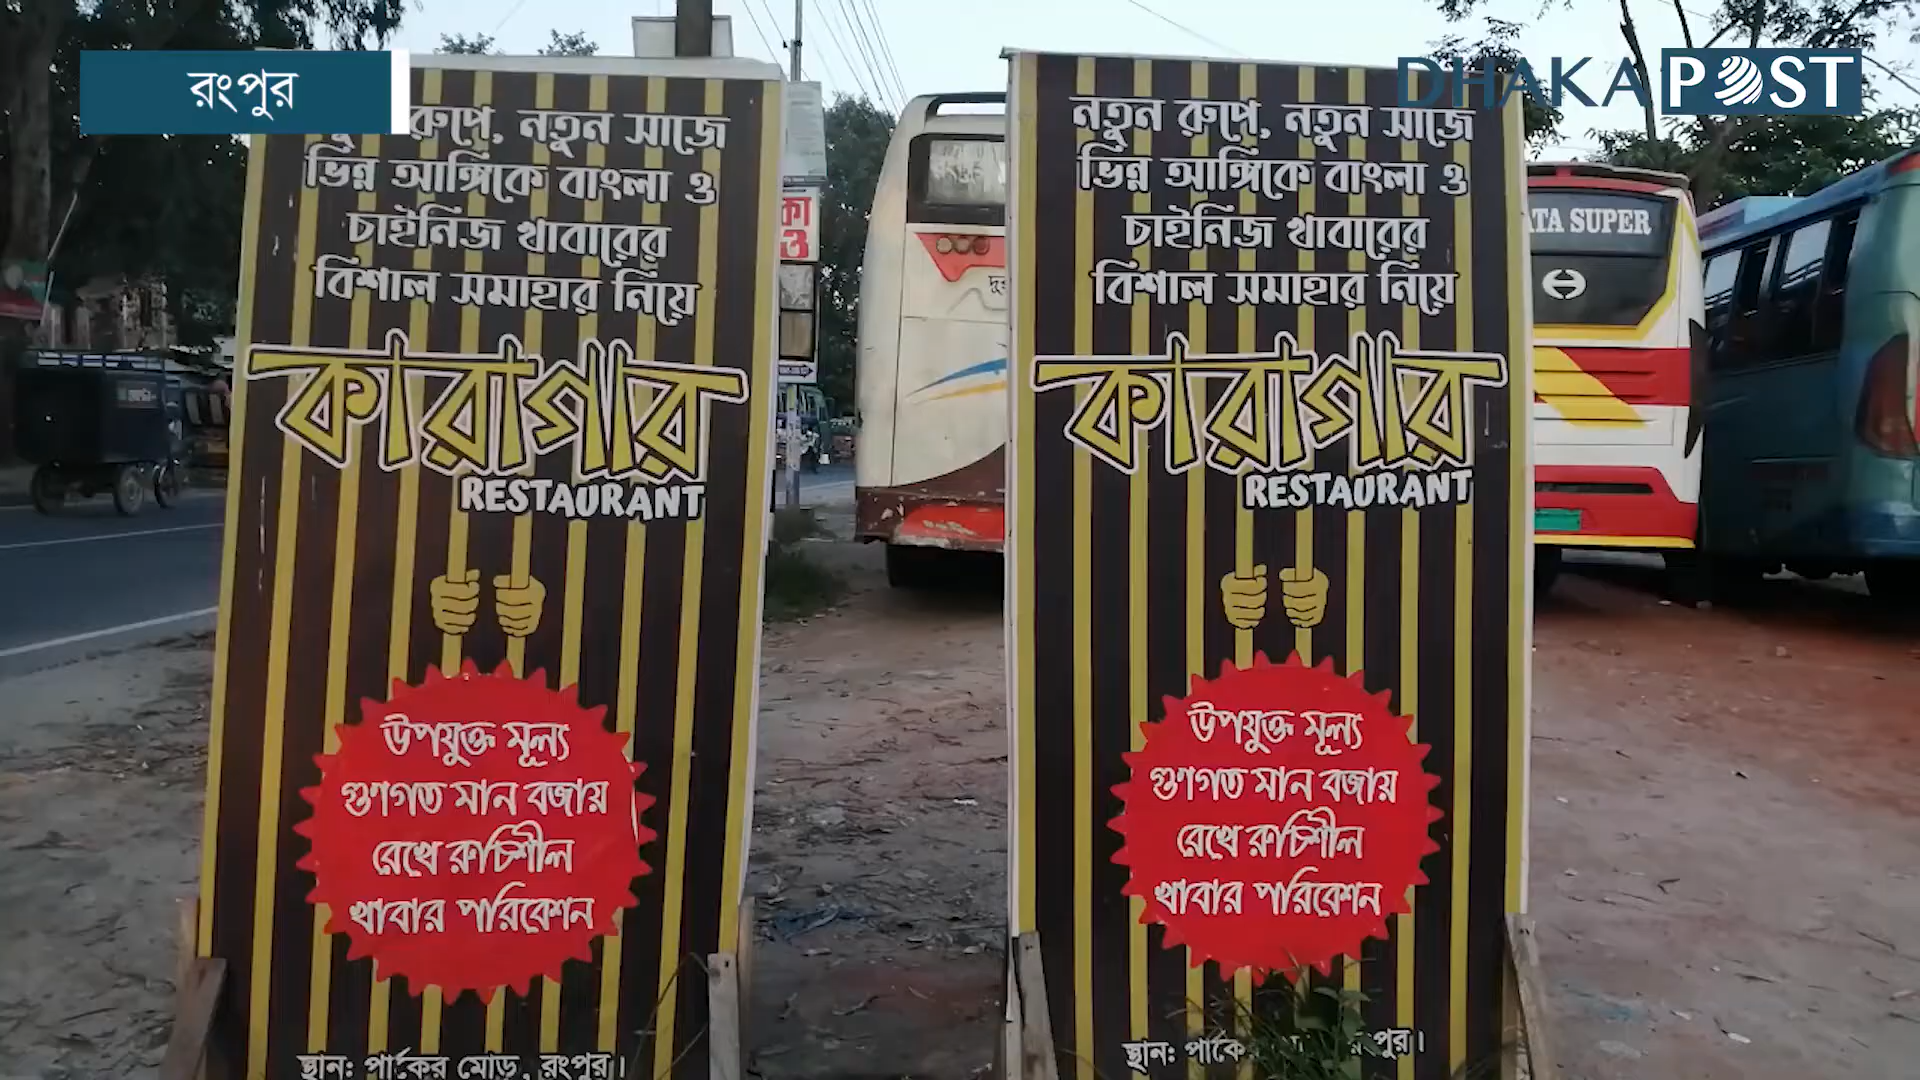 রংপুর
DHAKA POST
রুপে, নতুন সাজে
ভিন্ন আঙ্গিকে বাংলা ও
চাইনিজ খাবারের
বিশাল সমাহার নিয়ে
কারাগার
RESTAURANT
উপযুক্ত মূল্য
গুণগত মান বজায়
রেখে রুচিশীল
খাবার পরিবেশন
স্থান: পার্কের মোড়, রংপুর।
নতুন রুপে, নতুন সাজে
ভিন্ন আঙ্গিকে বাংলা ও
চাইনিজ খাবারের
বিশাল সমাহার নিয়ে
কারাগার
RESTAURANT
উপযুক্ত মূল্য
গুণগত মান বজায়
রেখে রুচিশীল
খাবার পরিবেশন
স্থান:
SUPER